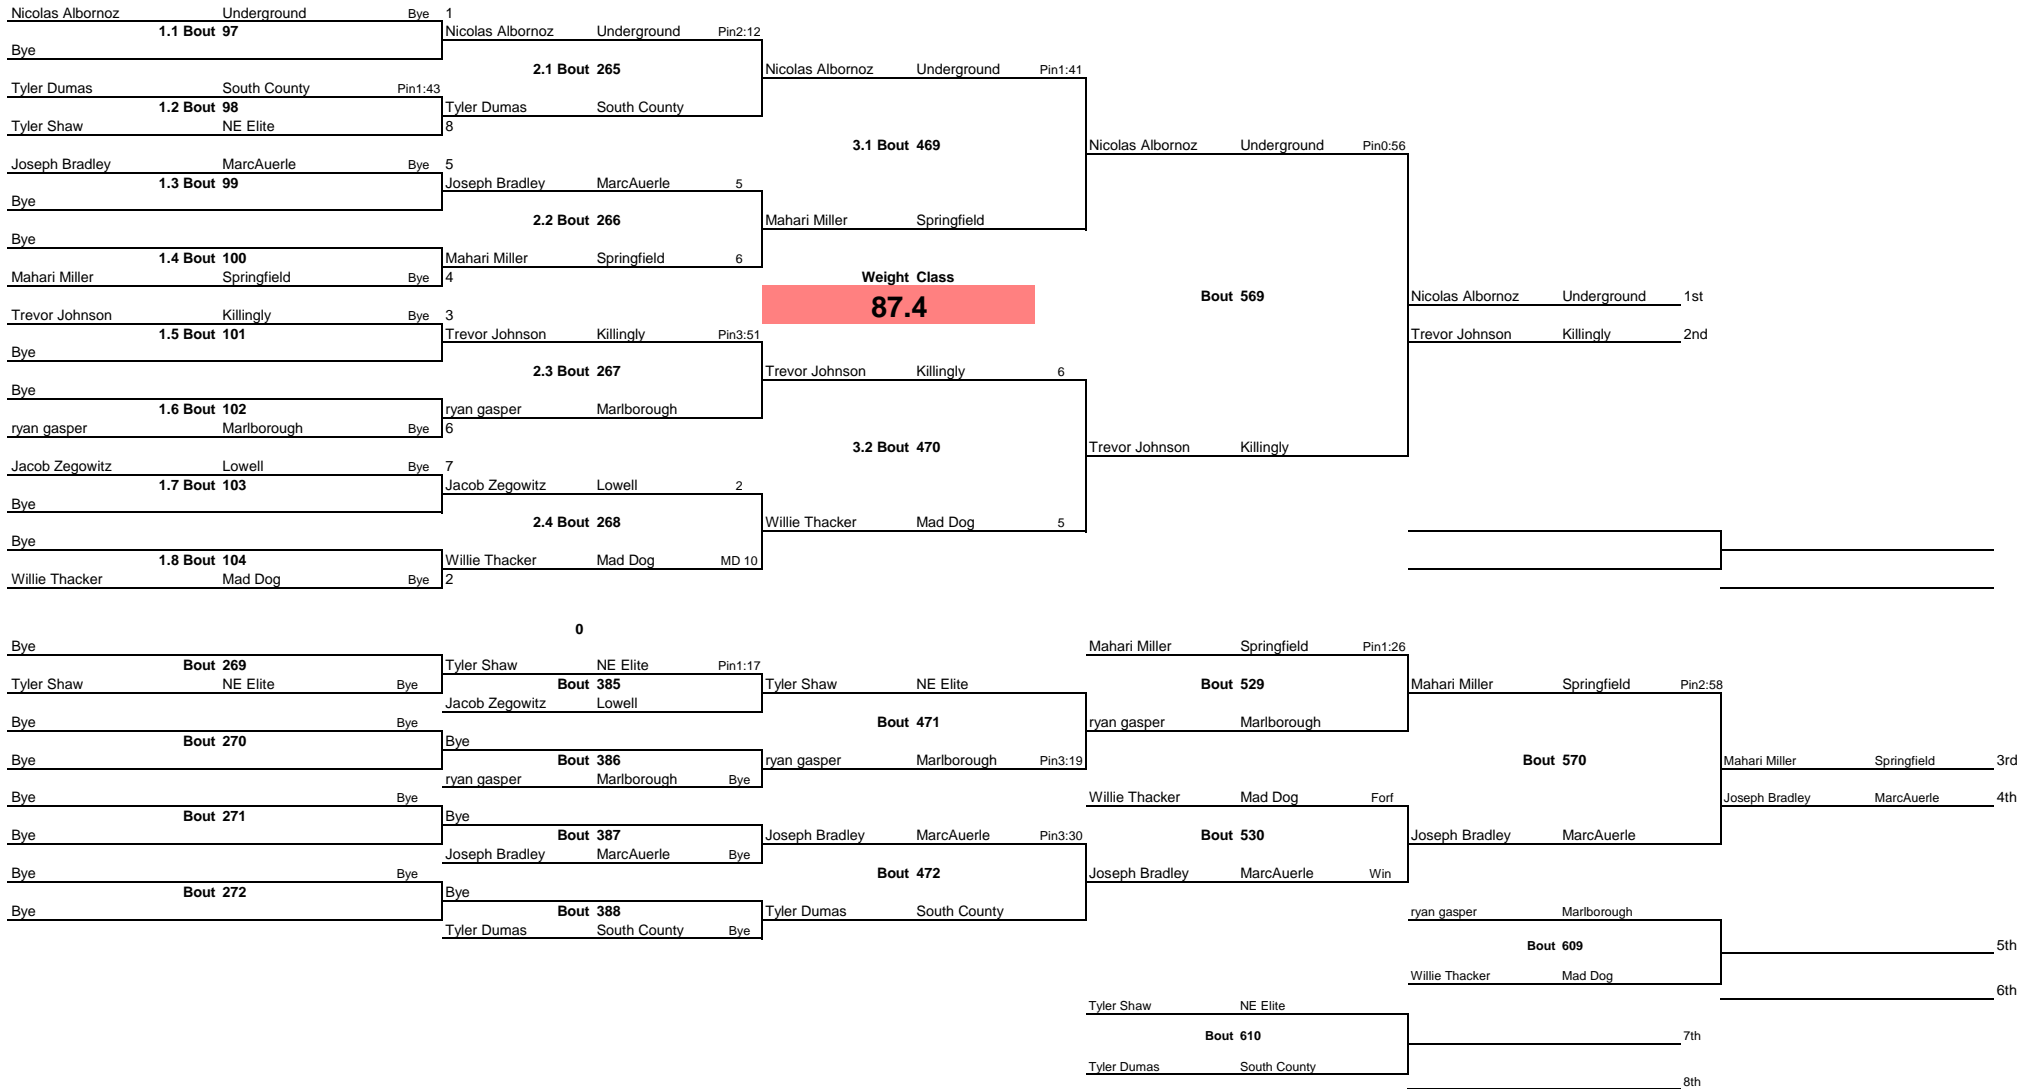 Nicolas Albornoz Underground Bye 1
1.1 Bout 97 Nicolas Albornoz Underground Pin2:12
Bye
2.1 Bout 265 Nicolas Albornoz Underground Pin1:41
Tyler Dumas South County Pin1:43
1.2 Bout 98 Tyler Dumas South County
Tyler Shaw NE Elite 8
3.1 Bout 469 Nicolas Albornoz Underground Pin0:56
Joseph Bradley MarcAuerle Bye 5
1.3 Bout 99 Joseph Bradley MarcAuerle 5
Bye
2.2 Bout 266 Mahari Miller Springfield
Bye
1.4 Bout 100 Mahari Miller Springfield 6
Mahari Miller Springfield Bye 4 Weight Class
Bout 569 Nicolas Albornoz Underground 1st
87.4
Trevor Johnson Killingly Bye 3
1.5 Bout 101 Trevor Johnson Killingly Pin3:51 Trevor Johnson Killingly 2nd
Bye
2.3 Bout 267 Trevor Johnson Killingly 6
Bye
1.6 Bout 102 ryan gasper Marlborough
ryan gasper Marlborough Bye 6
3.2 Bout 470 Trevor Johnson Killingly
Jacob Zegowitz Lowell Bye 7
1.7 Bout 103 Jacob Zegowitz Lowell 2
Bye
2.4 Bout 268 Willie Thacker Mad Dog 5
Bye
1.8 Bout 104 Willie Thacker Mad Dog MD 10
Willie Thacker Mad Dog Bye 2
0
Bye Mahari Miller Springfield Pin1:26
Bout 269 Tyler Shaw NE Elite Pin1:17
Tyler Shaw NE Elite Bye Bout 385 Tyler Shaw NE Elite Bout 529 Mahari Miller Springfield Pin2:58
Jacob Zegowitz Lowell
Bye Bye Bout 471 ryan gasper Marlborough
Bout 270 Bye
Bye Bout 386 ryan gasper Marlborough Pin3:19 Bout 570 Mahari Miller Springfield 3rd
ryan gasper Marlborough Bye
Bye Bye Willie Thacker Mad Dog Forf Joseph Bradley MarcAuerle 4th
Bout 271 Bye
Bye Bout 387 Joseph Bradley MarcAuerle Pin3:30 Bout 530 Joseph Bradley MarcAuerle
Joseph Bradley MarcAuerle Bye
Bye Bye Bout 472 Joseph Bradley MarcAuerle Win
Bout 272 Bye
Bye Bout 388 Tyler Dumas South County ryan gasper Marlborough
Tyler Dumas South County Bye
Bout 609 5th
Willie Thacker Mad Dog
6th
Tyler Shaw NE Elite
Bout 610 7th
Tyler Dumas South County
8th